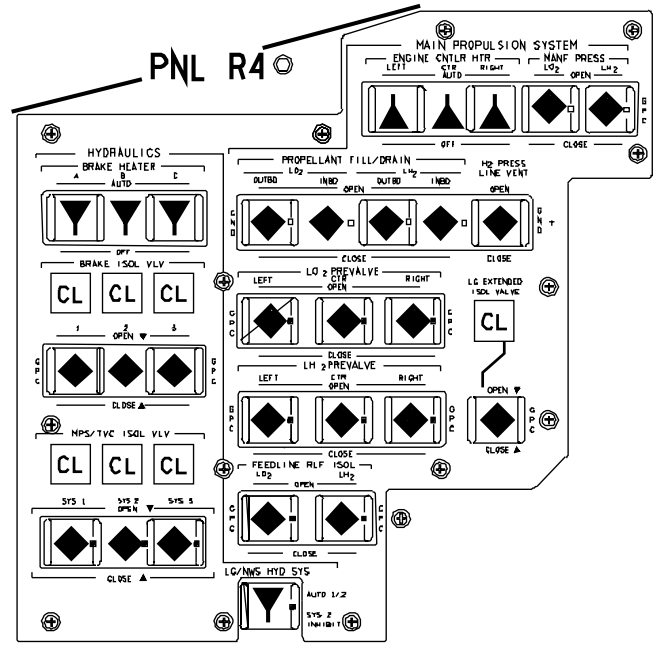 PNL R4
MAIN PROPULSION SYSTEM
ENGINE CNTLR HTR MANF PRESS
LEFT CTR RIGHT LO2 LH2
AUTO OPEN
GPC
OFF CLOSE
HYDRAULICS
BRAKE HEATER
A B C
AUTO
OFF
BRAKE ISOL VLV
CL CL CL
1 2 3
OPEN
GPC GPC
CLOSE
MPS/TVC ISOL VLV
CL CL CL
SYS 1 SYS 2 SYS 3
OPEN
CLOSE
PROPELLANT FILL/DRAIN H2 PRESS
LINE VENT
LO2 LH2
OUTBD INBD OUTBD INBD
OPEN OPEN
GND GND +
CLOSE CLOSE
LO2 PREVALVE
LEFT CTR RIGHT
OPEN
GPC GPC
CLOSE
LH2 PREVALVE
LEFT CTR RIGHT
OPEN
GPC GPC
CLOSE
LG EXTENDED
ISOL VALVE
CL
OPEN
GPC
CLOSE
FEEDLINE RLF ISOL
LO2 LH2
OPEN
GPC GPC
CLOSE
LG/NWS HYD SYS
AUTO 1/2
SYS 2
INHIBIT